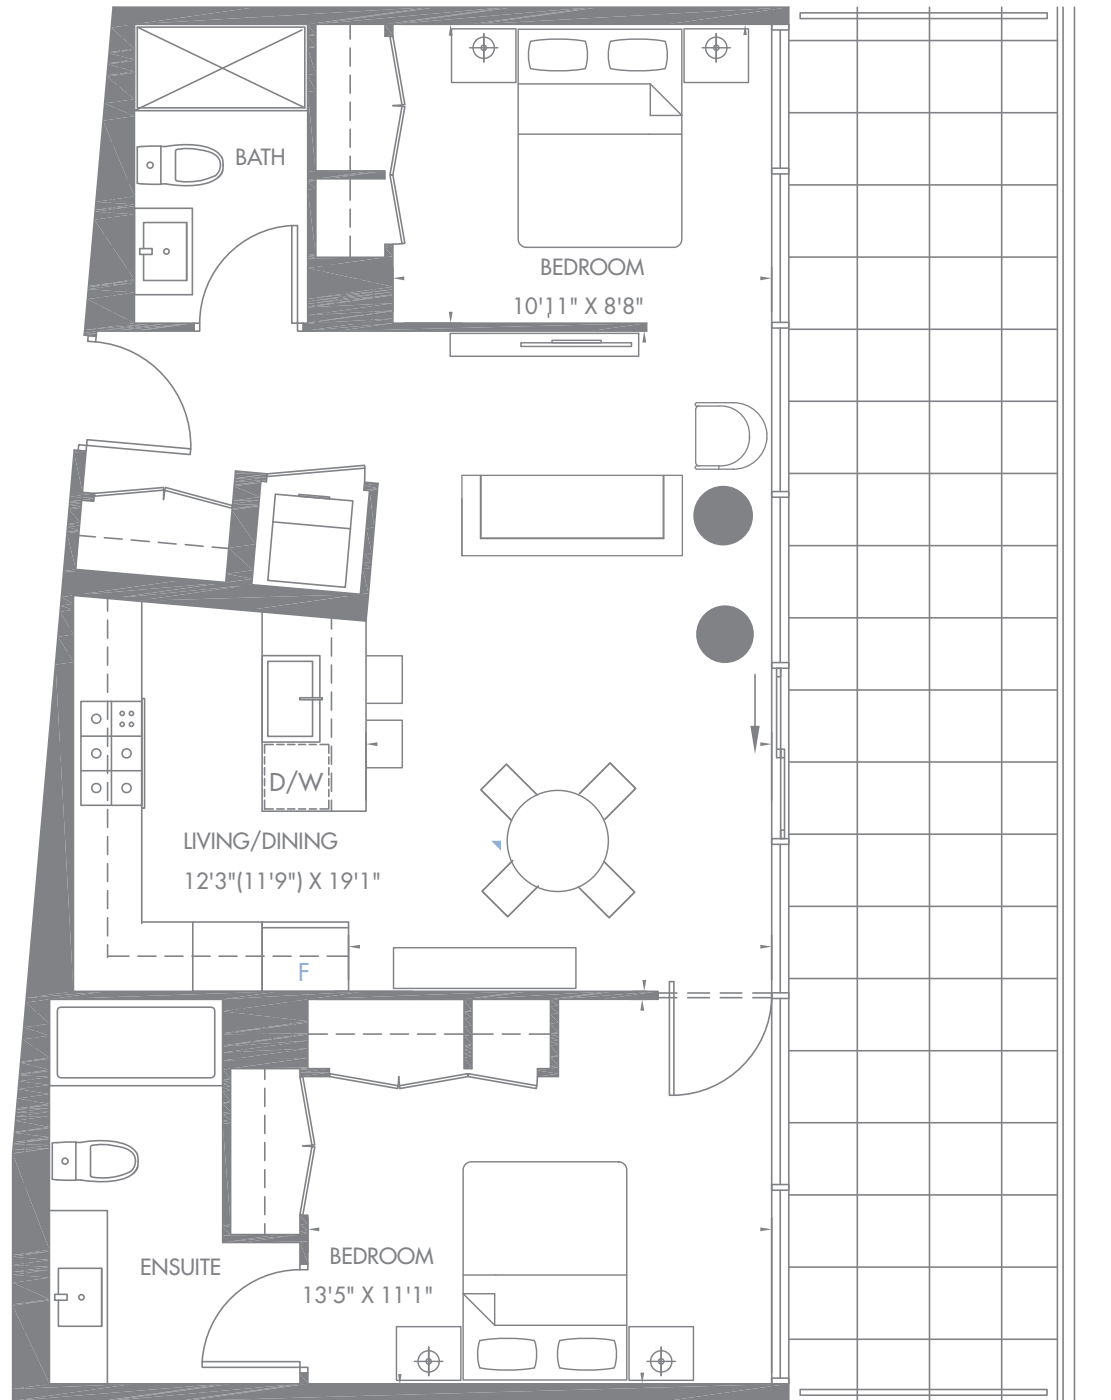 BATH
BEDROOM
10'11" X 8'8"
D/W
LIVING/DINING
12'3"(11'9") X 19'1"
F
ENSUITE
BEDROOM
13'5" X 11'1"